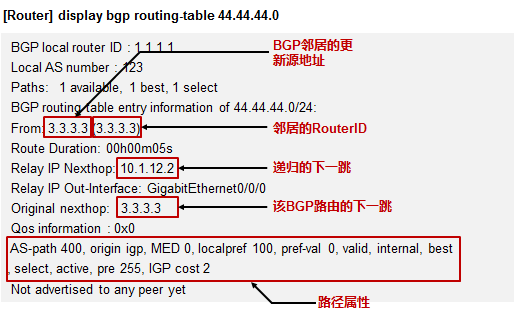 [Router] display bgp routing-table 44.44.44.0
BGP local router ID : 1.1.1.1
BGP邻居的更
新源地址
Local AS number : 123
Paths: 1 available, 1 best, 1 select
BGP routing table entry information of 44.44.44.0/24:
From: 3.3.3.3 (3.3.3.3)
邻居的RouterID
Route Duration: 00h00m05s
Relay IP Nexthop: 10.1.12.2
递归的下一跳
Relay IP Out-Interface: GigabitEthernet0/0/0
Original nexthop: 3.3.3.3
该BGP路由的下一跳
Qos information : 0x0
AS-path 400, origin igp, MED 0, localpref 100, pref-val 0, valid, internal, best
, select, active, pre 255, IGP cost 2
Not advertised to any peer yet
路径属性